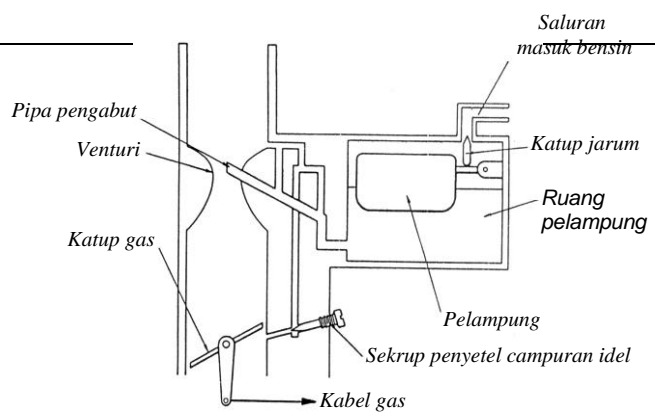 Saluran
masuk bensin
Pipa pengabut
Venturi
Katup jarum
Ruang
pelampung
Katup gas
Pelampung
Sekrup penyetel campuran idel
Kabel gas